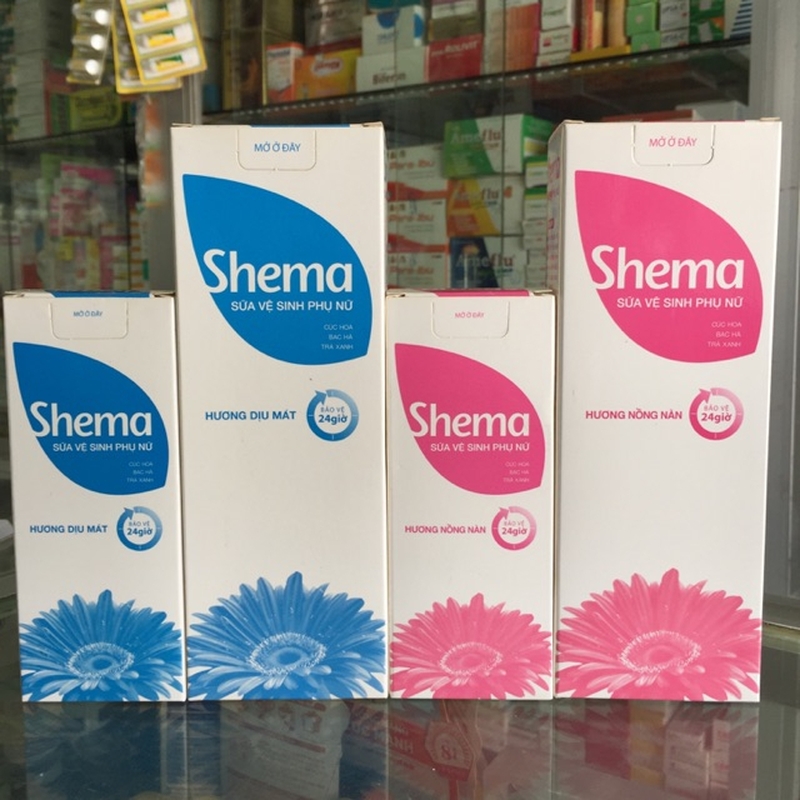 MỞ Ở ĐÂY
Shema
SỮA VỆ SINH PHỤ NỮ
CÚC HOA
BẠC HÀ
TRÀ XANH
HƯƠNG DỊU MÁT
BẢO VỆ
24giờ
MỞ Ở ĐÂY
Shema
SỮA VỆ SINH PHỤ NỮ
CÚC HOA
BẠC HÀ
TRÀ XANH
HƯƠNG DỊU MÁT
BẢO VỆ
24giờ
MỞ Ở ĐÂY
Shema
SỮA VỆ SINH PHỤ NỮ
CÚC HOA
BẠC HÀ
TRÀ XANH
HƯƠNG NỒNG NÀN
BẢO VỆ
24giờ
MỞ Ở ĐÂY
Shema
SỮA VỆ SINH PHỤ NỮ
CÚC HOA
BẠC HÀ
TRÀ XANH
HƯƠNG NỒNG NÀN
BẢO VỆ
24giờ
Ameflu
Ameflu
Ameflu